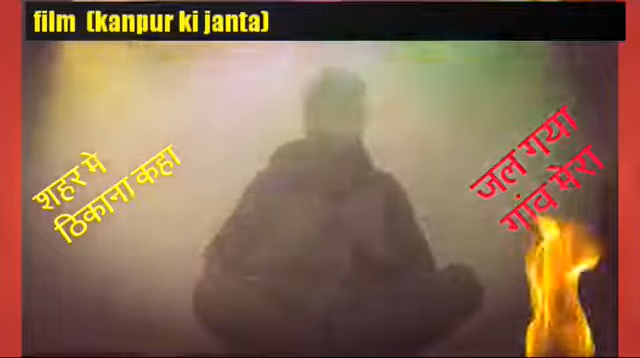 film (kanpur ki janta)
शहर मे
ठिकाना कहा
जल गया
गांव मेरा